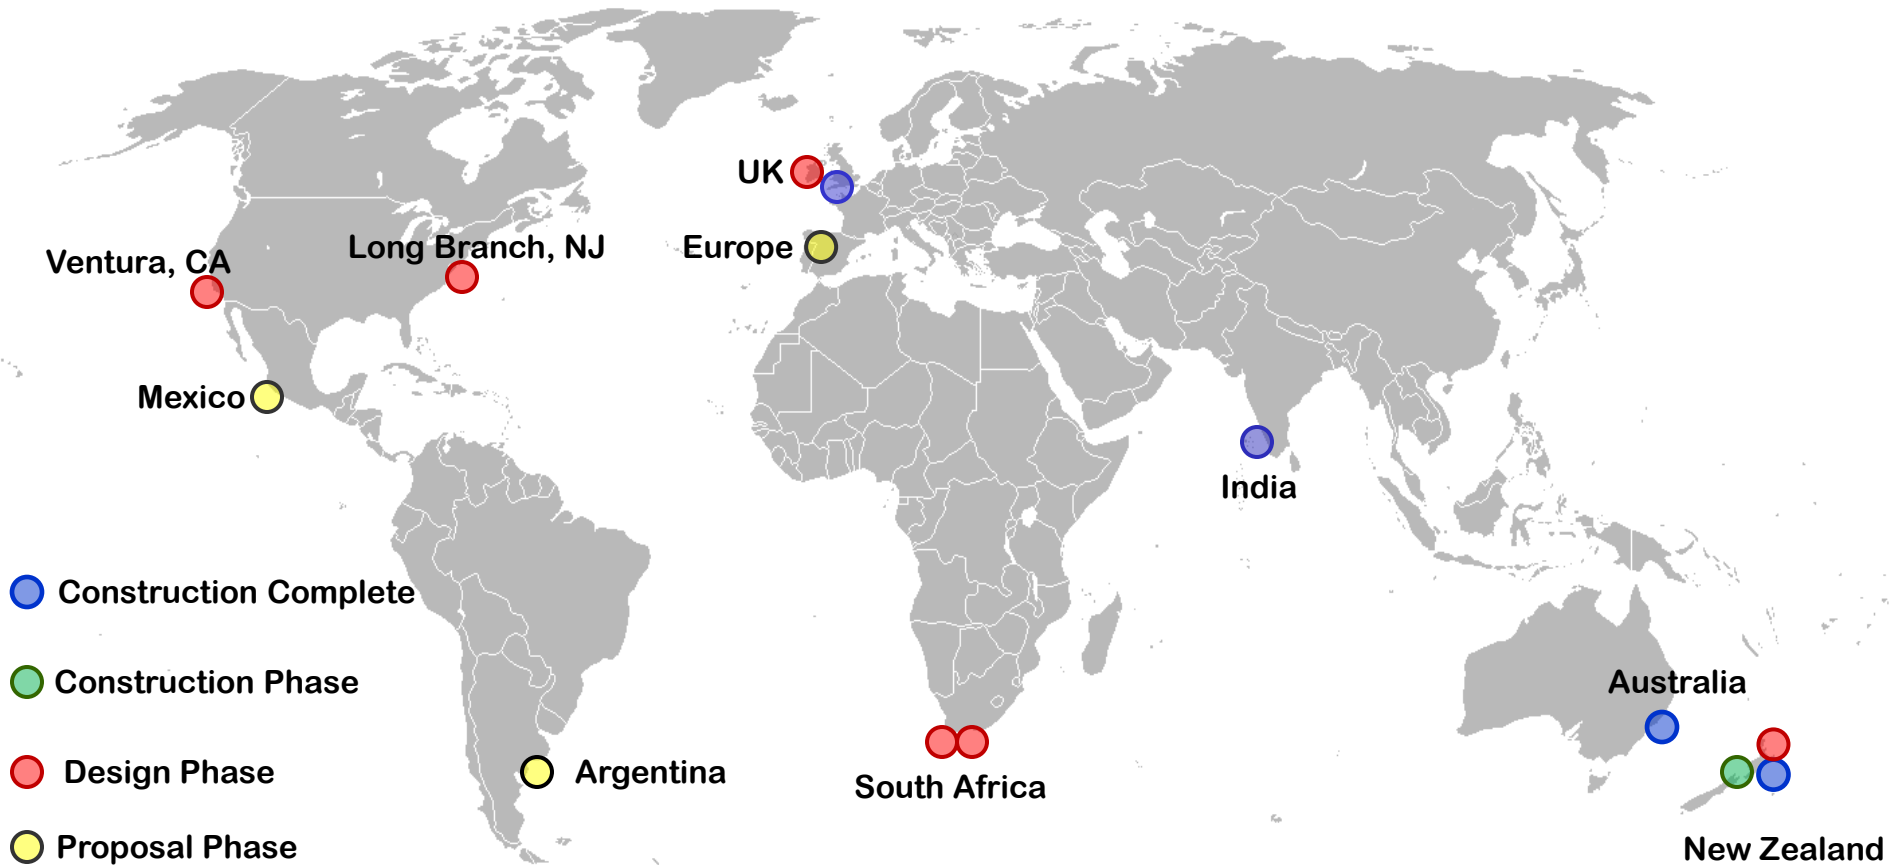 UK
Long Branch, NJ
Europe
Ventura, CA
Mexico
India
Construction Complete
Construction Phase
Australia
Design Phase
Argentina
South Africa
Proposal Phase
New Zealand